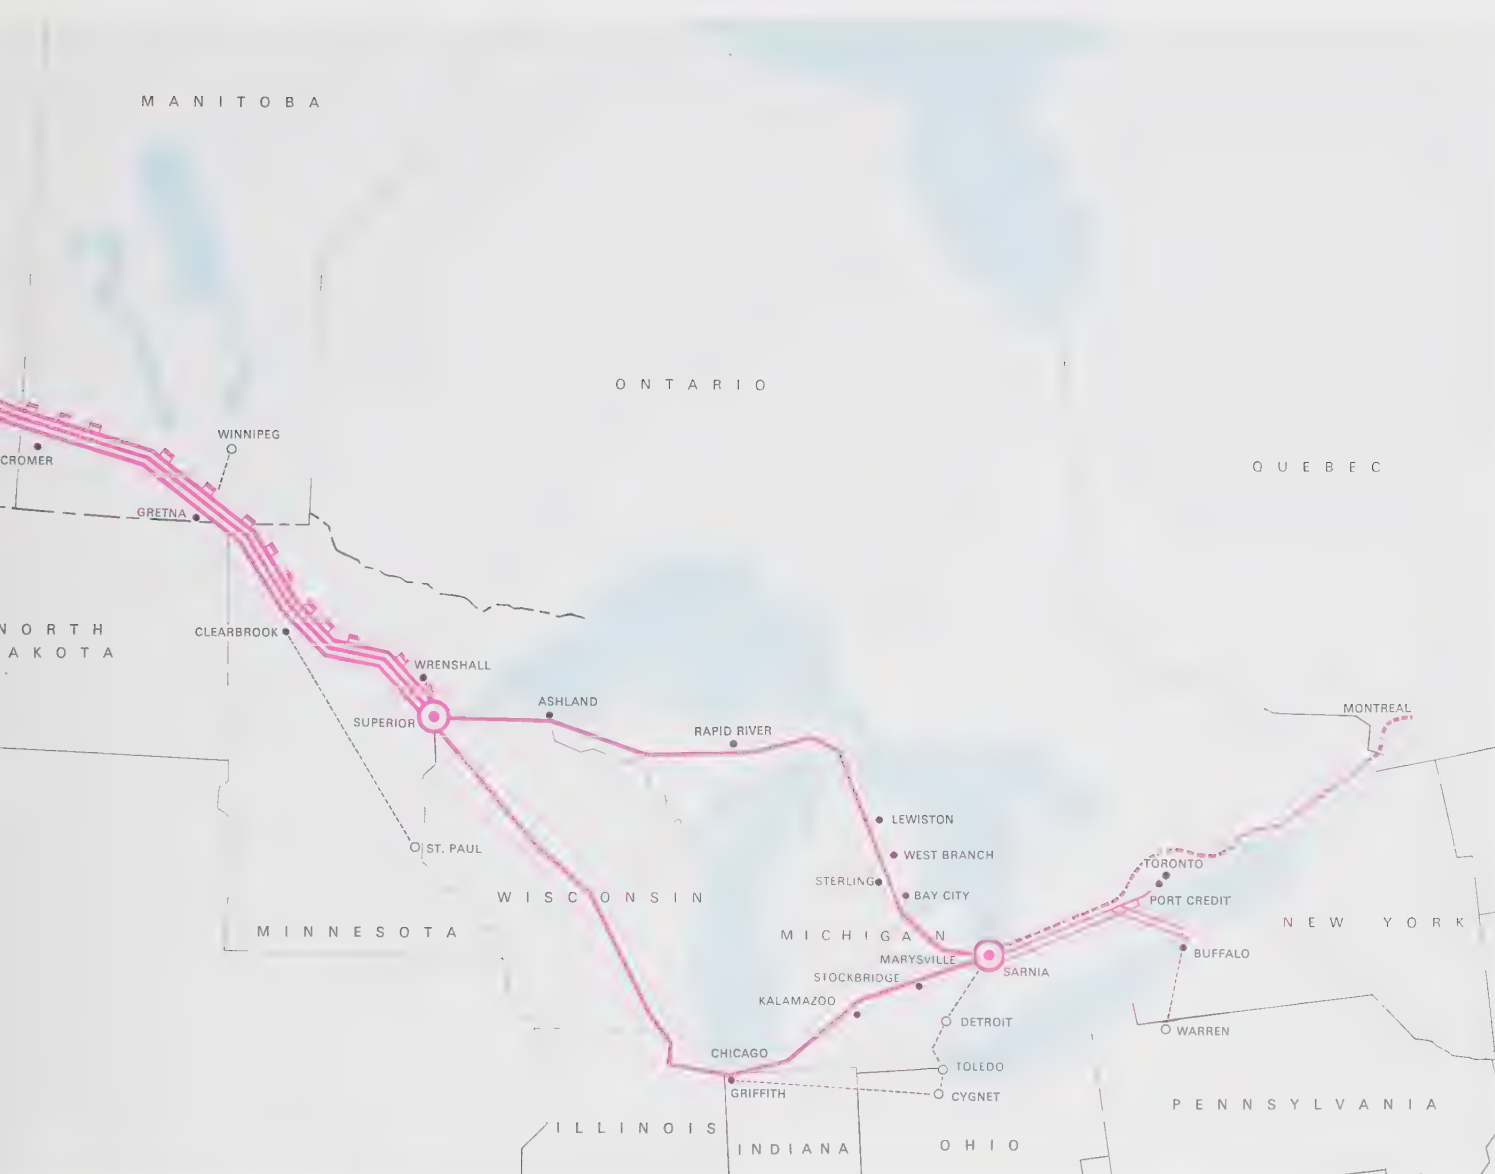 MANITOBA
ONTARIO
WINNIPEG
CROMER
QUEBEC
GRETNA
NORTH
AKOTA
CLEARBROOK
WRENSHALL
ASHLAND
MONTREAL
SUPERIOR
RAPID RIVER
LEWISTON
ST. PAUL
WEST BRANCH
TORONTO
STERLING
BAY CITY
WISCONSIN
PORT CREDIT
NEW YORK
MINNESOTA
MICHIGAN
MARYSVILLE
BUFFALO
SARNIA
STOCKBRIDGE
KALAMAZOO
DETROIT
WARREN
CHICAGO
TOLEDO
GRIFFITH
CYGNET
PENNSYLVANIA
ILLINOIS
INDIANA
OHIO